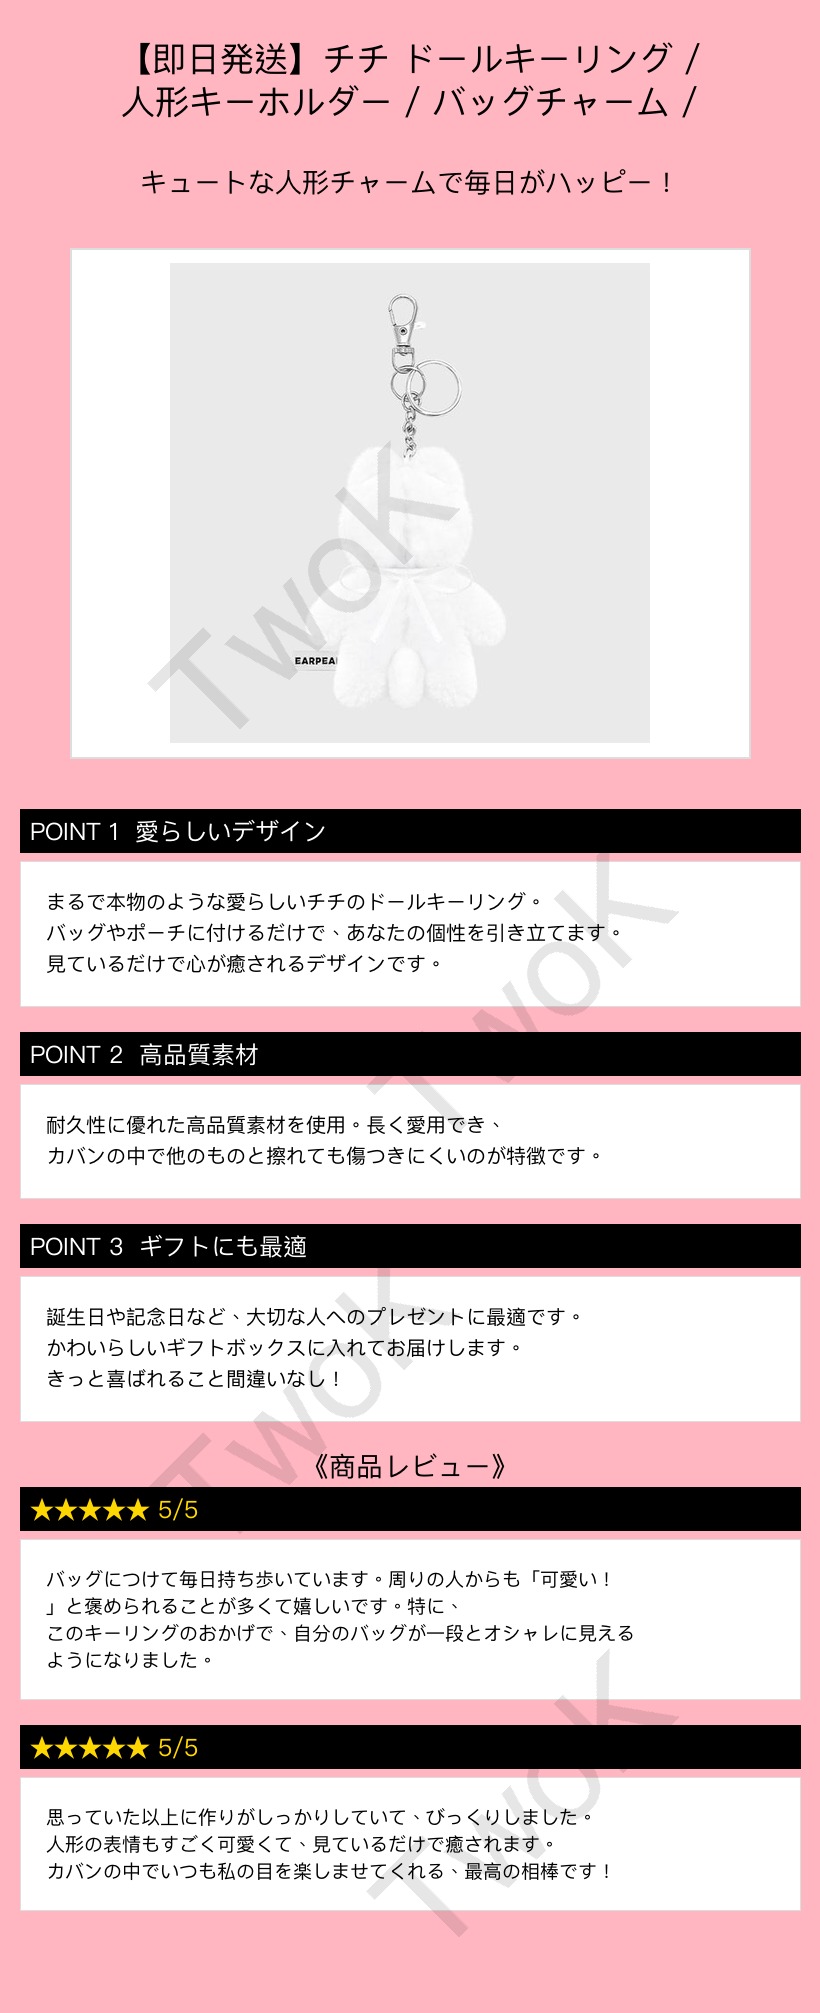 【即日発送】チチ ドールキーリング /
人形キーホルダー / バッグチャーム /
キュートな人形チャームで毎日がハッピー！
TwoK
EARPEA
POINT 1 愛らしいデザイン
まるで本物のような愛らしいチチのドールキーリング。
バッグやポーチに付けるだけで、あなたの個性を引き立てます。
見ているだけで心が癒されるデザインです。
TwoK
POINT 2 高品質素材
耐久性に優れた高品質素材を使用。長く愛用でき、
カバンの中で他のものと擦れても傷つきにくいのが特徴です。
POINT 3 ギフトにも最適
誕生日や記念日など、大切な人へのプレゼントに最適です。
かわいらしいギフトボックスに入れてお届けします。
きっと喜ばれること間違いなし！
TwoK
《商品レビュー》
★★★★★ 5/5
バッグにつけて毎日持ち歩いています。周りの人からも「可愛い！
」と褒められることが多くて嬉しいです。特に、
このキーリングのおかげで、自分のバッグが一段とオシャレに見える
ようになりました。
★★★★★ 5/5
思っていた以上に作りがしっかりしていて、びっくりしました。
人形の表情もすごく可愛くて、見ているだけで癒されます。
カバンの中でいつも私の目を楽しませてくれる、最高の相棒です！
TwoK